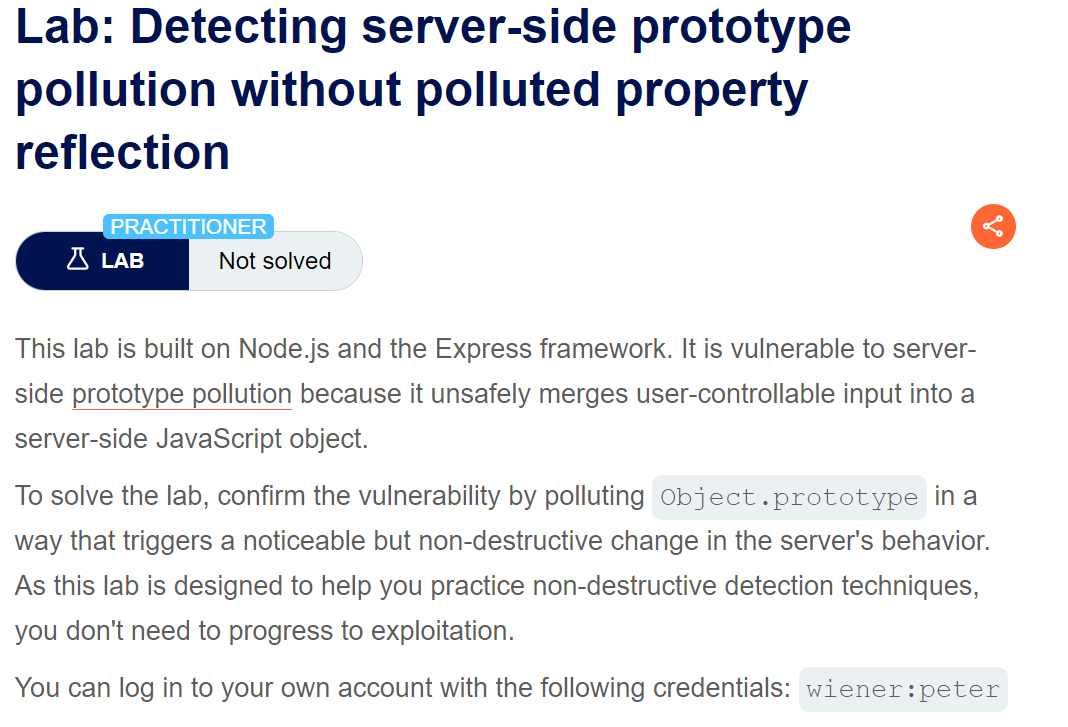 Lab: Detecting server-side prototype
pollution without polluted property
reflection
PRACTITIONER
LAB Not solved
This lab is built on Node.js and the Express framework. It is vulnerable to server-
side prototype pollution because it unsafely merges user-controllable input into a
server-side JavaScript object.
To solve the lab, confirm the vulnerability by polluting Object.prototype in a
way that triggers a noticeable but non-destructive change in the server's behavior.
As this lab is designed to help you practice non-destructive detection techniques,
you don't need to progress to exploitation.
You can log in to your own account with the following credentials: wiener:peter